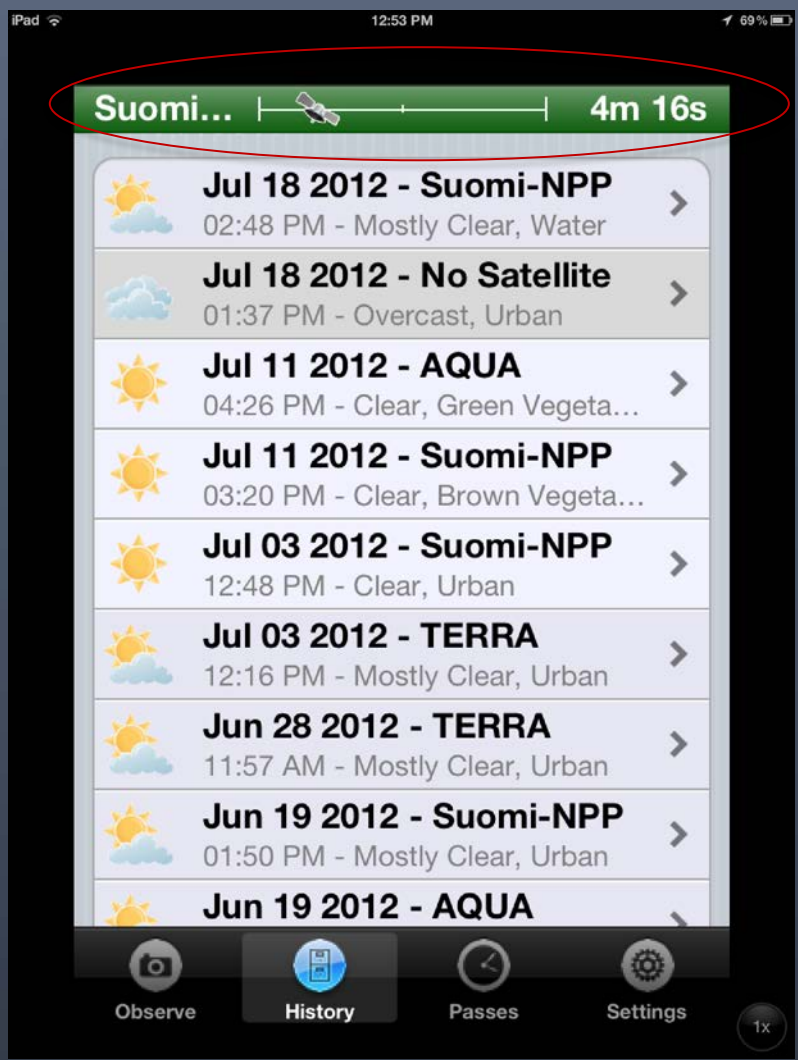 iPad 12:53 PM 69%
Suomi... 4m 16s
Jul 18 2012 - Suomi-NPP
02:48 PM - Mostly Clear, Water
Jul 18 2012 - No Satellite
01:37 PM - Overcast, Urban
Jul 11 2012 - AQUA
04:26 PM - Clear, Green Vegeta...
Jul 11 2012 - Suomi-NPP
03:20 PM - Clear, Brown Vegeta...
Jul 03 2012 - Suomi-NPP
12:48 PM - Clear, Urban
Jul 03 2012 - TERRA
12:16 PM - Mostly Clear, Urban
Jun 28 2012 - TERRA
11:57 AM - Mostly Clear, Urban
Jun 19 2012 - Suomi-NPP
01:50 PM - Mostly Clear, Urban
Jun 19 2012 - AQUA
Observe History Passes Settings
1x